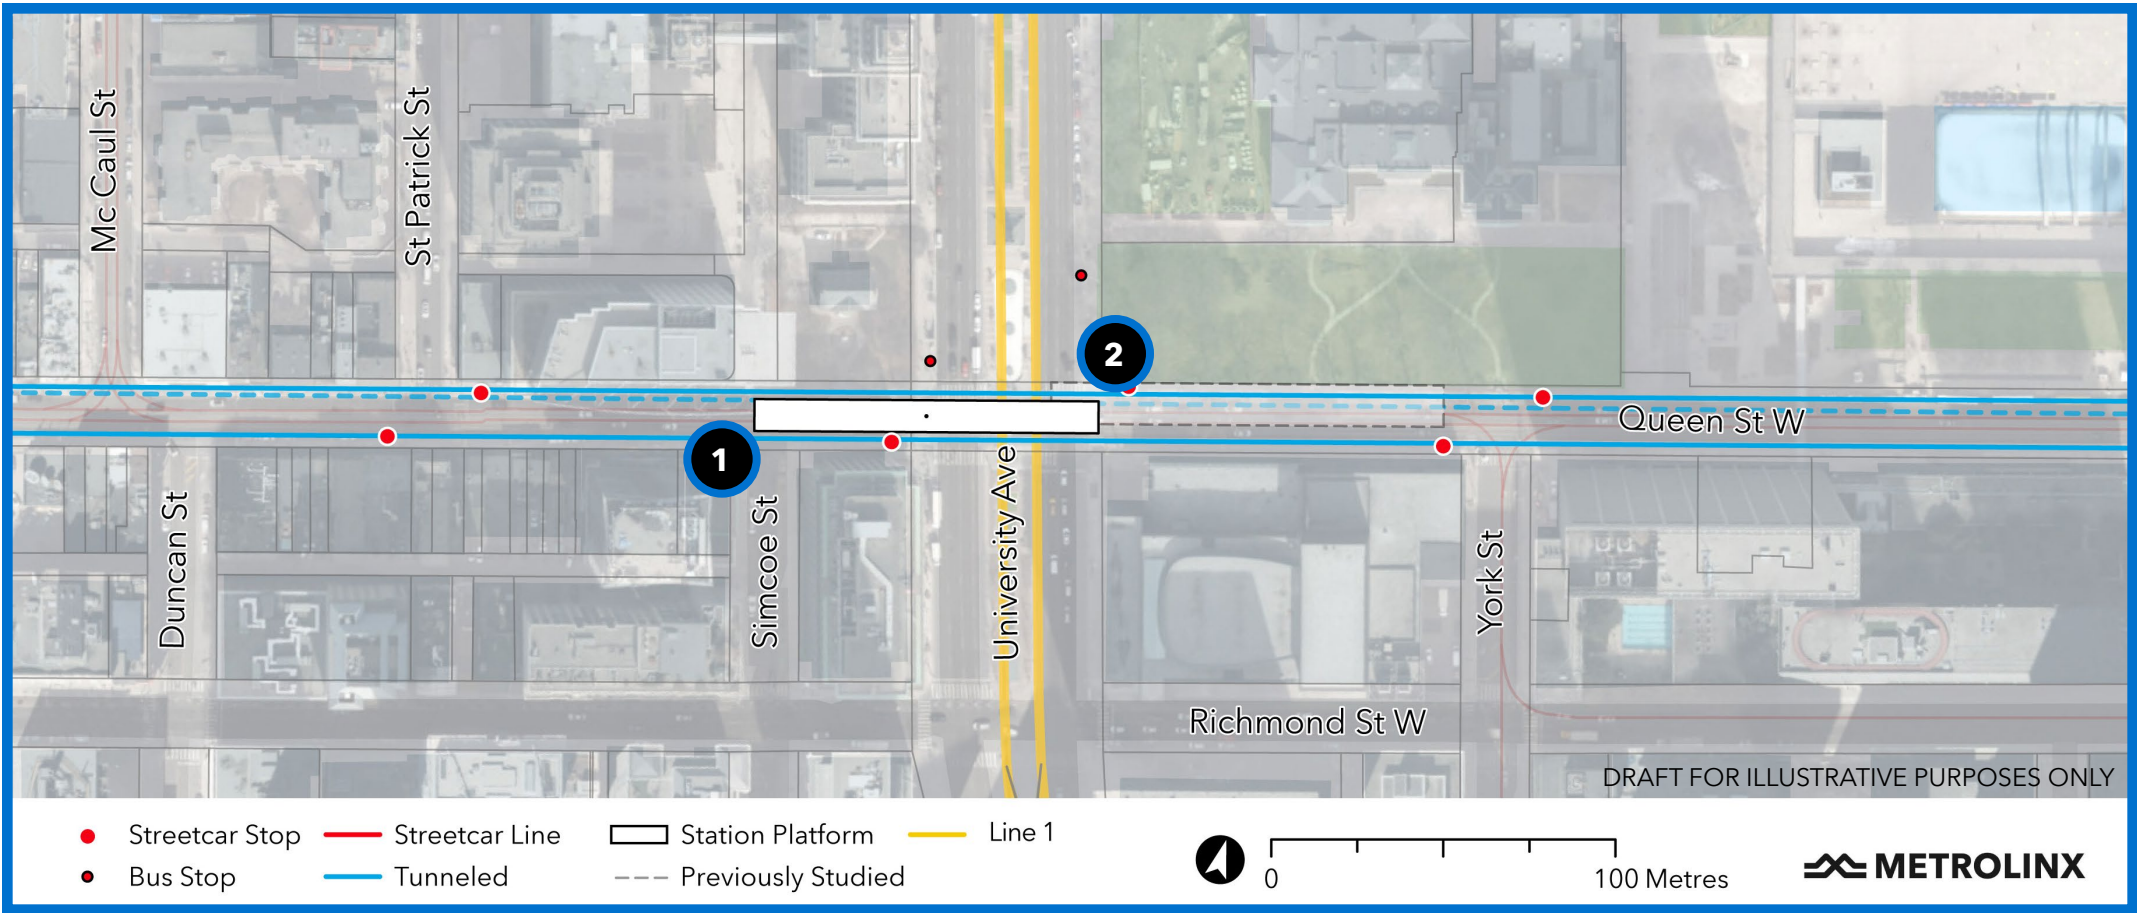 Mc Caul St
St Patrick St
2
Queen St W
1
Duncan St
Simcoe St
University Ave
York St
Richmond St W
DRAFT FOR ILLUSTRATIVE PURPOSES ONLY
Streetcar Stop
Streetcar Line
Station Platform
Line 1
Bus Stop
Tunneled
Previously Studied
0
100 Metres
METROLINX